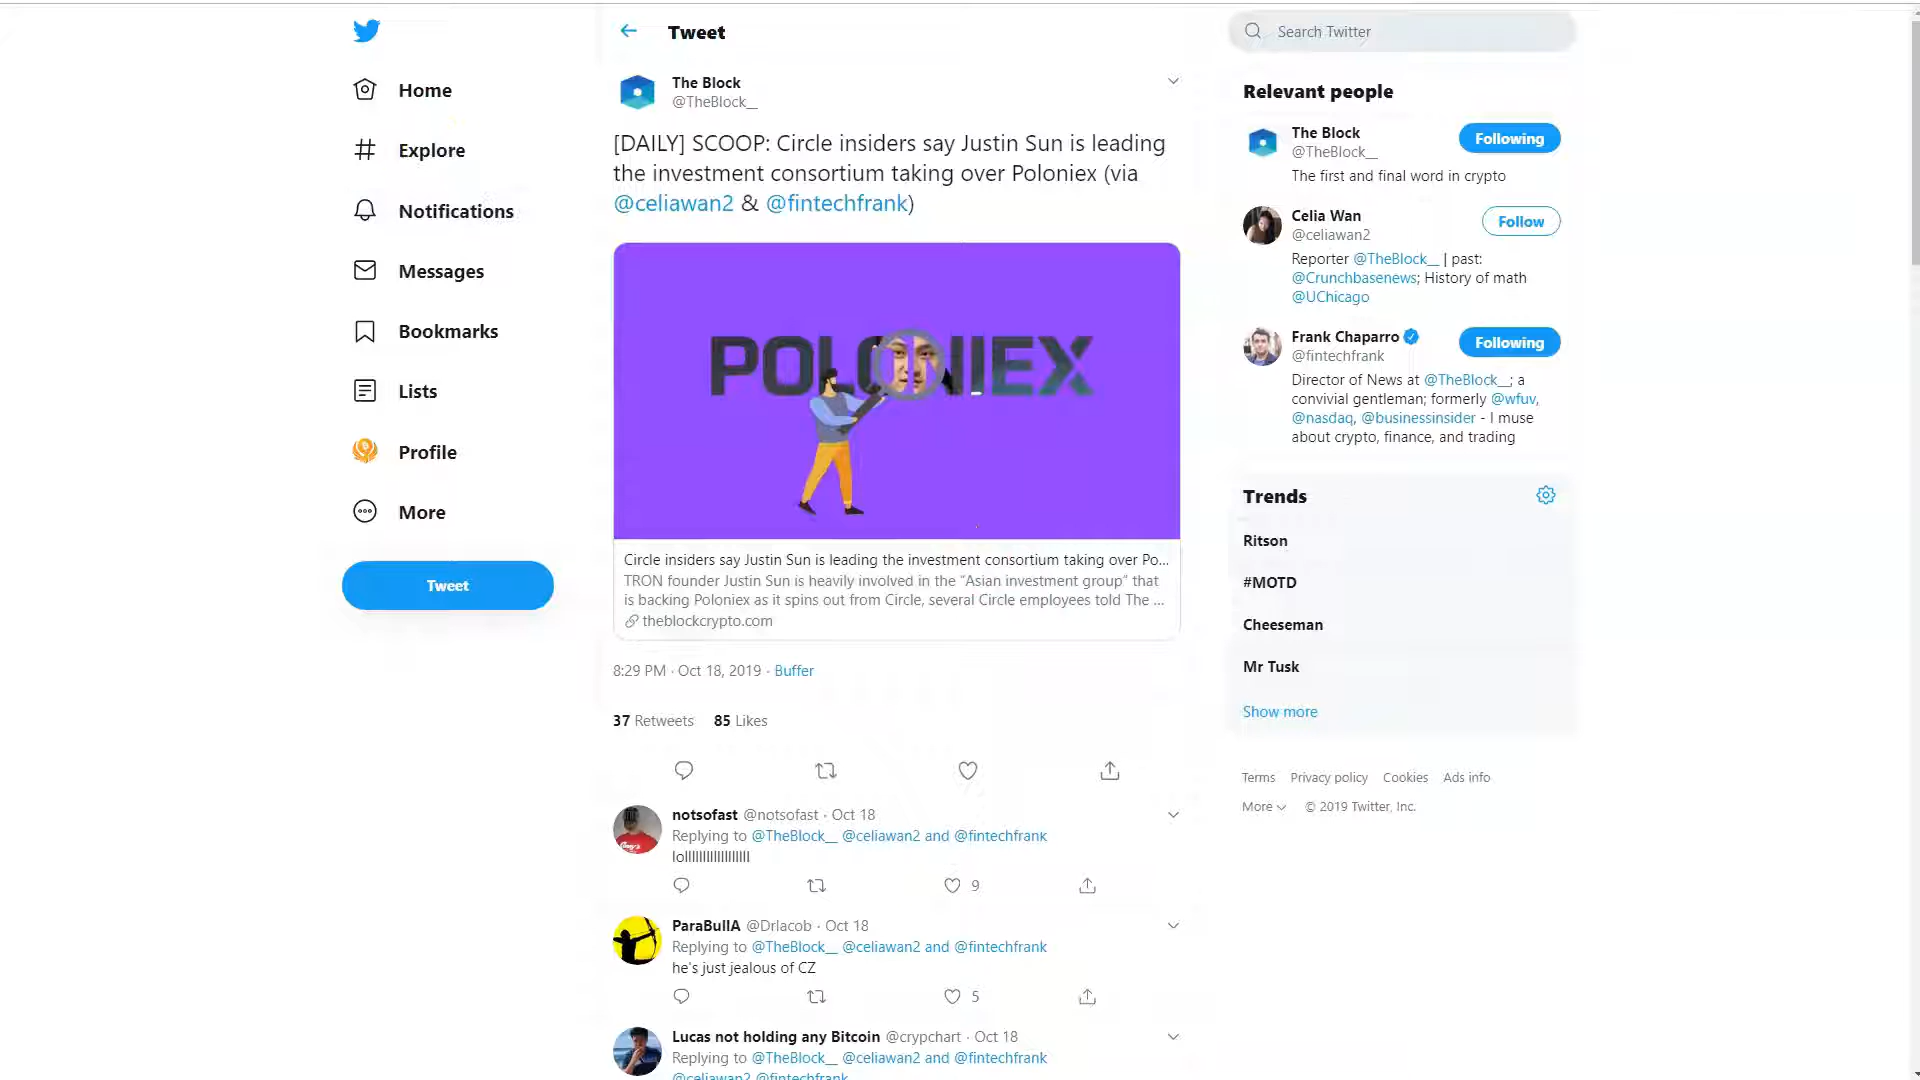 Home
Explore
Notifications
Messages
Bookmarks
Lists
Profile
More
Tweet
Tweet
The Block
@TheBlock__
[DAILY] SCOOP: Circle insiders say Justin Sun is leading
the investment consortium taking over Poloniex (via
@celiawan2 & @fintechfrank)
POLONIEX
Circle insiders say Justin Sun is leading the investment consortium taking over Po...
TRON founder Justin Sun is heavily involved in the “Asian investment group” that
is backing Poloniex as it spins out from Circle, several Circle employees told The ...
theblockcrypto.com
8:29 PM · Oct 18, 2019 · Buffer
37 Retweets 85 Likes
notsofast @notsofast · Oct 18
Replying to @TheBlock__ @celiawan2 and @fintechfrank
lolllllllllllllllll
9
ParaBullA @Drlacob · Oct 18
Replying to @TheBlock__ @celiawan2 and @fintechfrank
he's just jealous of CZ
5
Lucas not holding any Bitcoin @crypchart · Oct 18
Replying to @TheBlock__ @celiawan2 and @fintechfrank
@celiawan2 @fintechfrank
Search Twitter
Relevant people
The Block
@TheBlock__
Following
The first and final word in crypto
Celia Wan
@celiawan2
Follow
Reporter @TheBlock__ | past:
@Crunchbasenews; History of math
@UChicago
Frank Chaparro
@fintechfrank
Following
Director of News at @TheBlock__; a
convivial gentleman; formerly @wfuv,
@nasdaq, @businessinsider - I muse
about crypto, finance, and trading
Trends
Ritson
#MOTD
Cheeseman
Mr Tusk
Show more
Terms Privacy policy Cookies Ads info
More © 2019 Twitter, Inc.